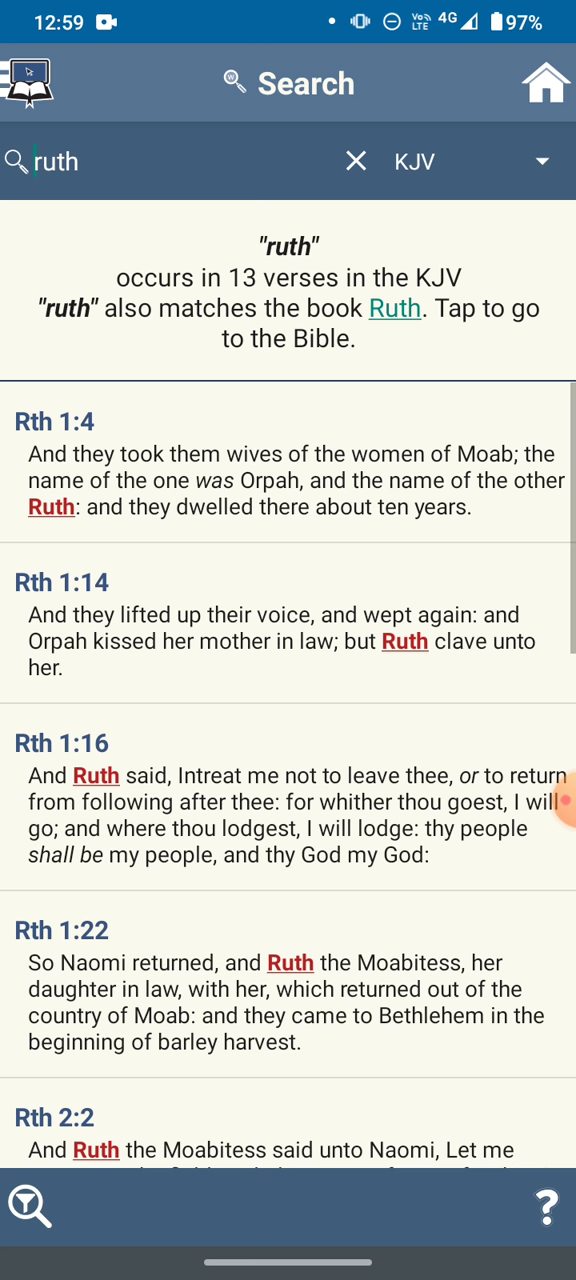 12:59 Vo)) LTE 4G 97%
Search
ruth KJV
"ruth"
occurs in 13 verses in the KJV
"ruth" also matches the book Ruth. Tap to go
to the Bible.
Rth 1:4
And they took them wives of the women of Moab; the
name of the one was Orpah, and the name of the other
Ruth: and they dwelled there about ten years.
Rth 1:14
And they lifted up their voice, and wept again: and
Orpah kissed her mother in law; but Ruth clave unto
her.
Rth 1:16
And Ruth said, Intreat me not to leave thee, or to return
from following after thee: for whither thou goest, I will
go; and where thou lodgest, I will lodge: thy people
shall be my people, and thy God my God:
Rth 1:22
So Naomi returned, and Ruth the Moabitess, her
daughter in law, with her, which returned out of the
country of Moab: and they came to Bethlehem in the
beginning of barley harvest.
Rth 2:2
And Ruth the Moabitess said unto Naomi, Let me
?